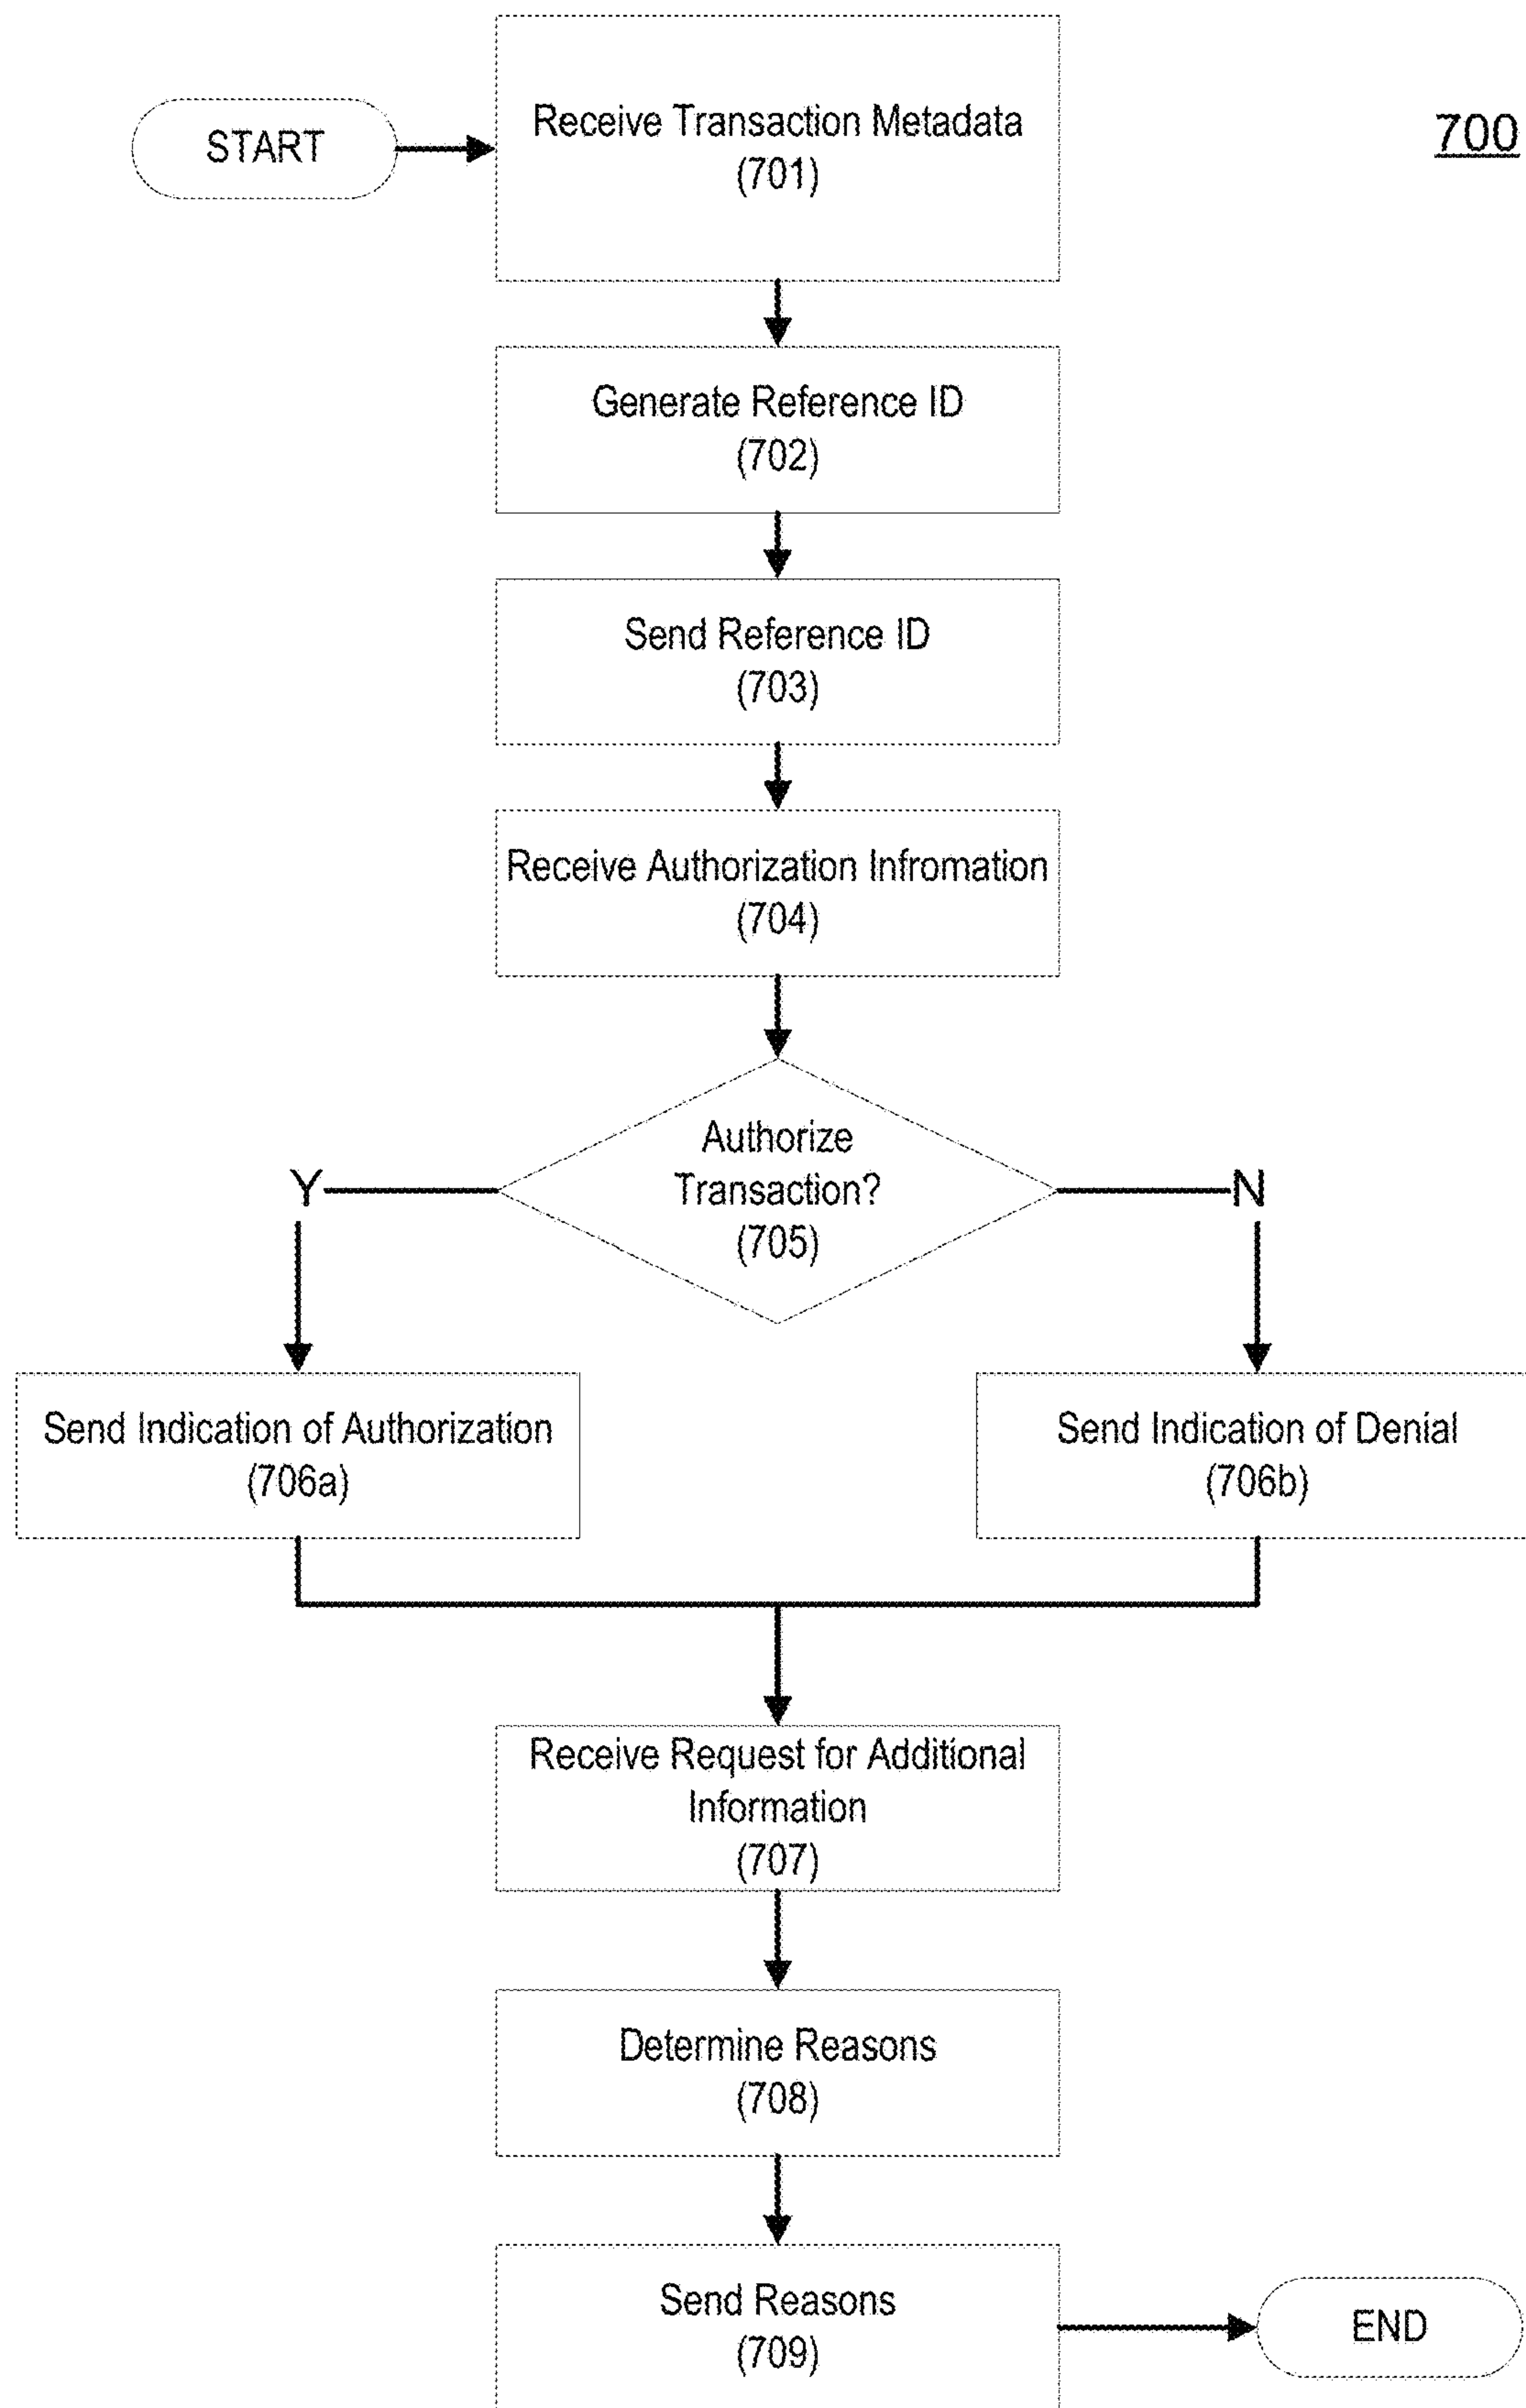 START
Receive Transaction Metadata
(701)
700
Generate Reference ID
(702)
Send Reference ID
(703)
Receive Authorization Infromation
(704)
Authorize
Transaction?
(705)
Y
N
Send Indication of Authorization
(706a)
Send Indication of Denial
(706b)
Receive Request for Additional
Information
(707)
Determine Reasons
(708)
Send Reasons
(709)
END